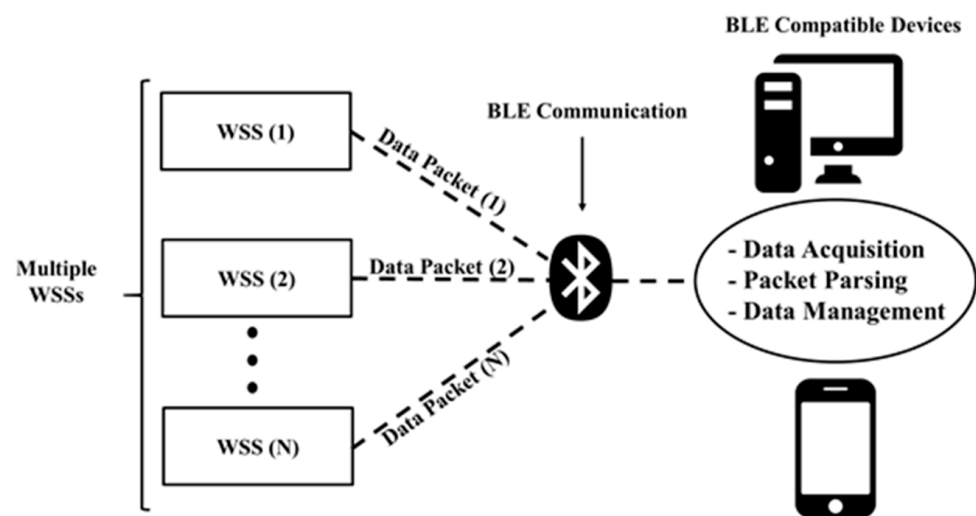 BLE Compatible Devices
BLE Communication
Multiple
WSSs
WSS (1)
WSS (2)
WSS (N)
Data Packet (1)
Data Packet (2)
Data Packet (N)
- Data Acquisition
- Packet Parsing
- Data Management